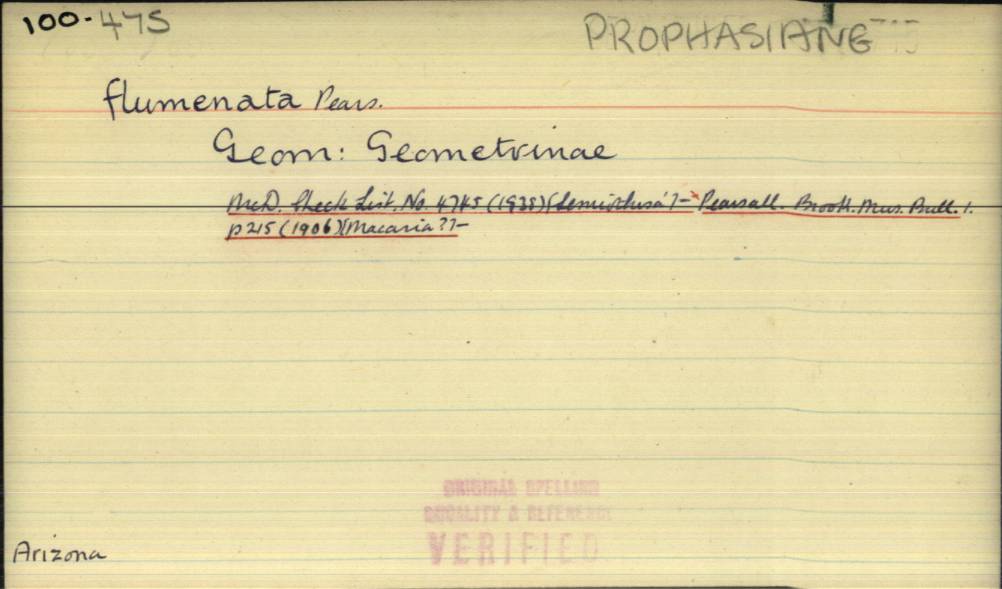 100-475
PROPHASIANE
flumenata Pears.
Geom: Geometrinae
McD. Check List. No. 4745 (1938)[Semiothisa?]- Pearsall. Brook. Mus. Bull. 1.
p 215 (1906)[Macaria?]-
ORIGINAL SPELLING
LOCALITY & REFERENCE
VERIFIED
Arizona